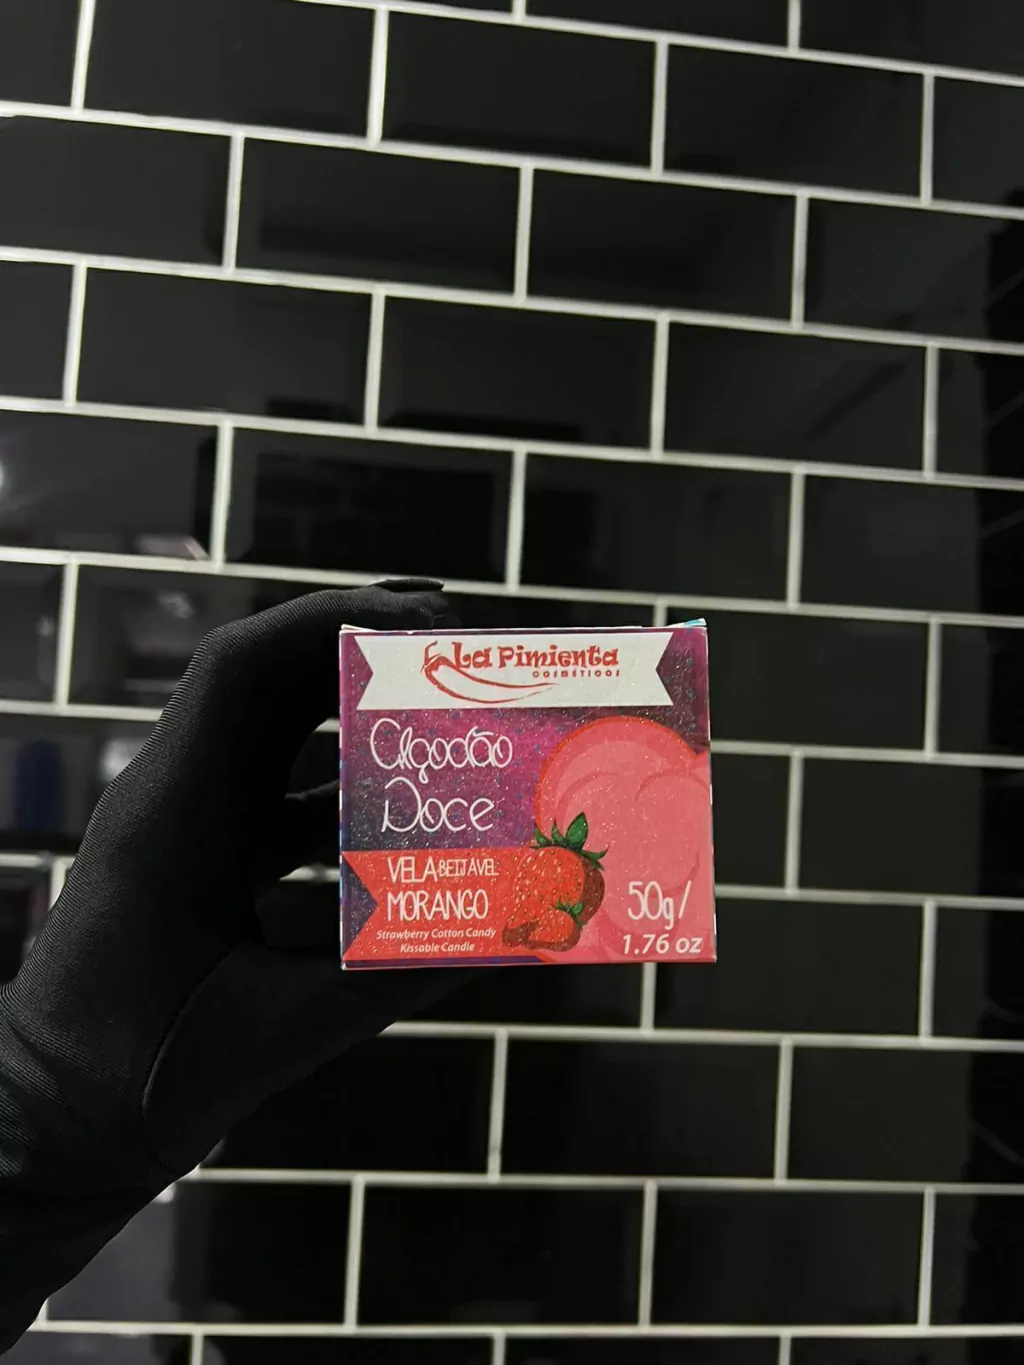 La Pimienta
COSMÉTICOS
Algodão
Doce
VELA BEIJÁVEL
MORANGO
Strawberry Cotton Candy
Kissable Candle
50g/
1.76 oz